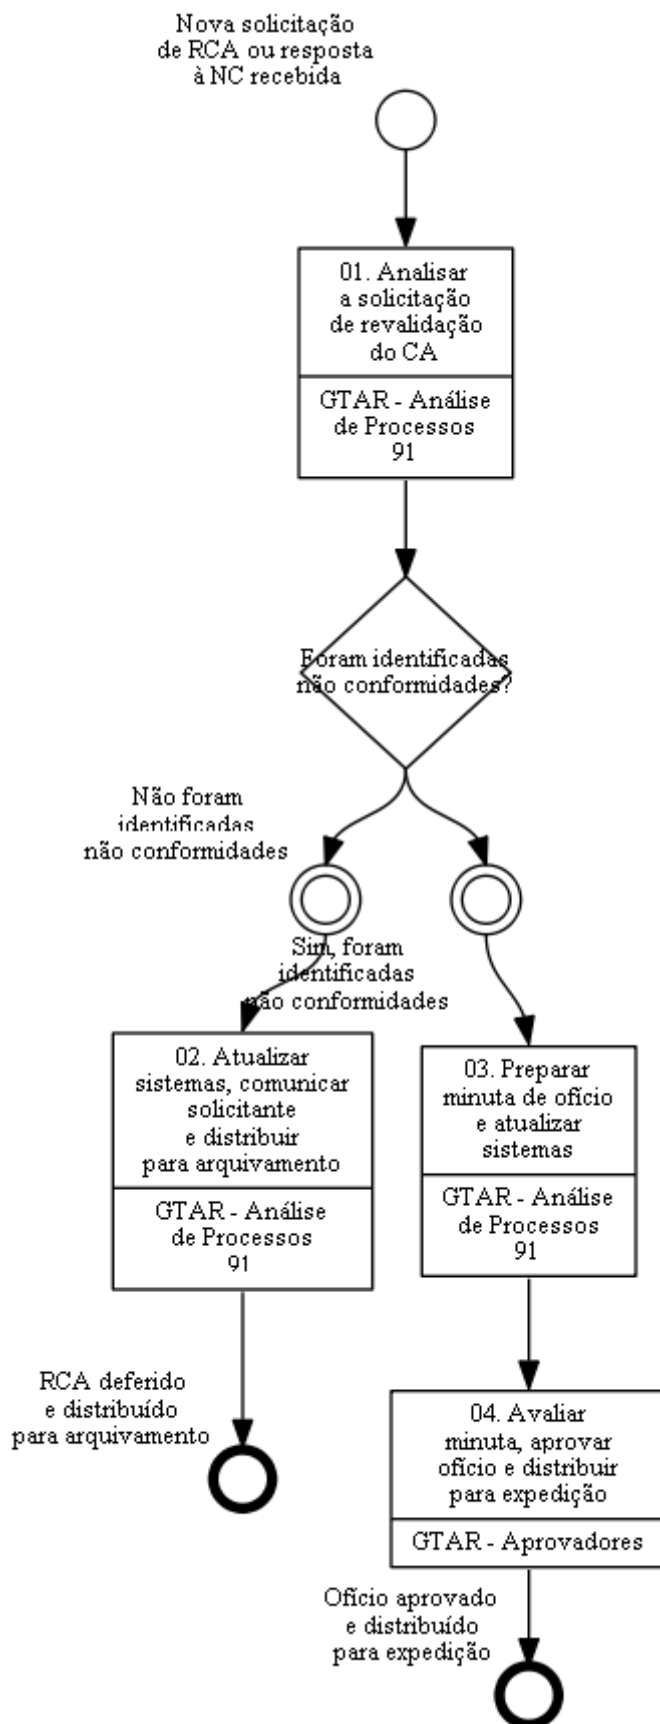 Nova solicitação
de RCA ou resposta
à NC recebida
01. Analisar
a solicitação
de revalidação
do CA
GTAR - Análise
de Processos
91
Foram identificadas
não conformidades?
Não foram
identificadas
não conformidades
Sim, foram
identificadas
não conformidades
02. Atualizar
sistemas, comunicar
solicitante
e distribuir
para arquivamento
GTAR - Análise
de Processos
91
03. Preparar
minuta de ofício
e atualizar
sistemas
GTAR - Análise
de Processos
91
RCA deferido
e distribuído
para arquivamento
04. Avaliar
minuta, aprovar
ofício e distribuir
para expedição
GTAR - Aprovadores
Ofício aprovado
e distribuído
para expedição